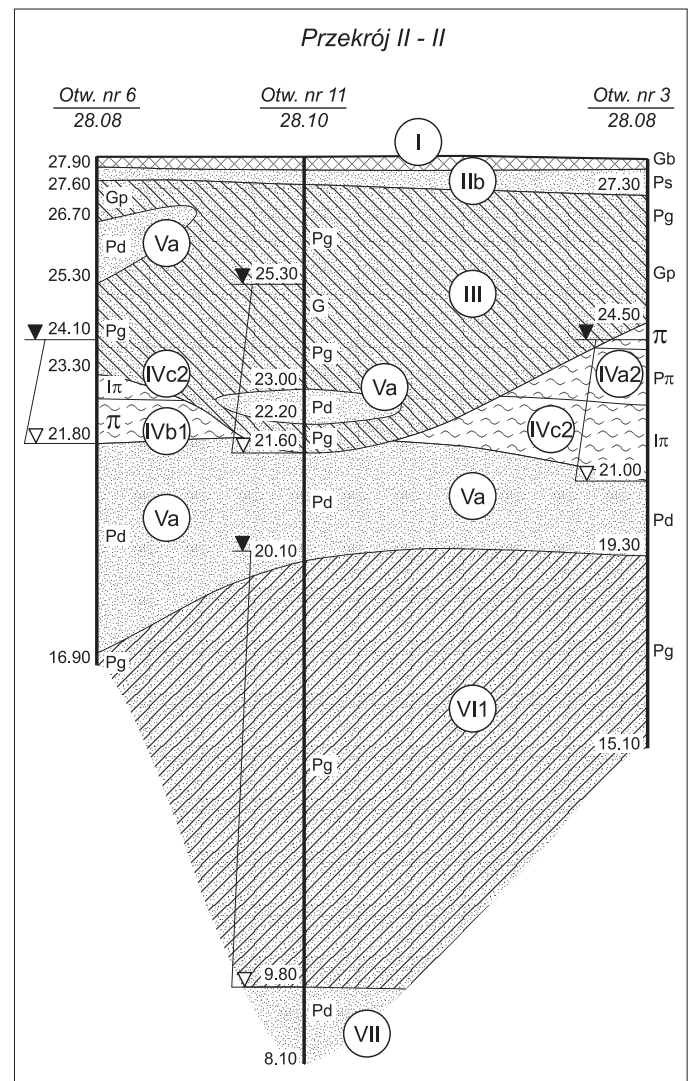 Przekrój II - II
Otw. nr 6
28.08
Otw. nr 11
28.10
Otw. nr 3
28.08
I
Gb
27.90
IIb
Ps
27.60
27.30
Gp
Pg
26.70
Va
Pg
Pd
25.30
25.30
Gp
III
G
24.50
24.10
π
Pg
Pg
23.30
IVc2
IVa2
Pπ
23.00
Va
Iπ
Pd
22.20
π
IVb1
IVc2
Iπ
21.80
21.60
Pg
21.00
Va
Pd
Va
Pd
Pd
20.10
19.30
16.90
Pg
Pg
VI1
15.10
Pg
9.80
Pd
VII
8.10